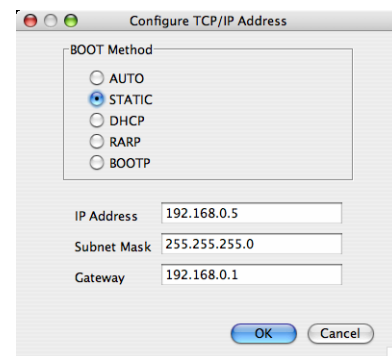 Configure TCP/IP Address
BOOT Method
AUTO
STATIC
DHCP
RARP
BOOTP
IP Address 192.168.0.5
Subnet Mask 255.255.255.0
Gateway 192.168.0.1
OK Cancel